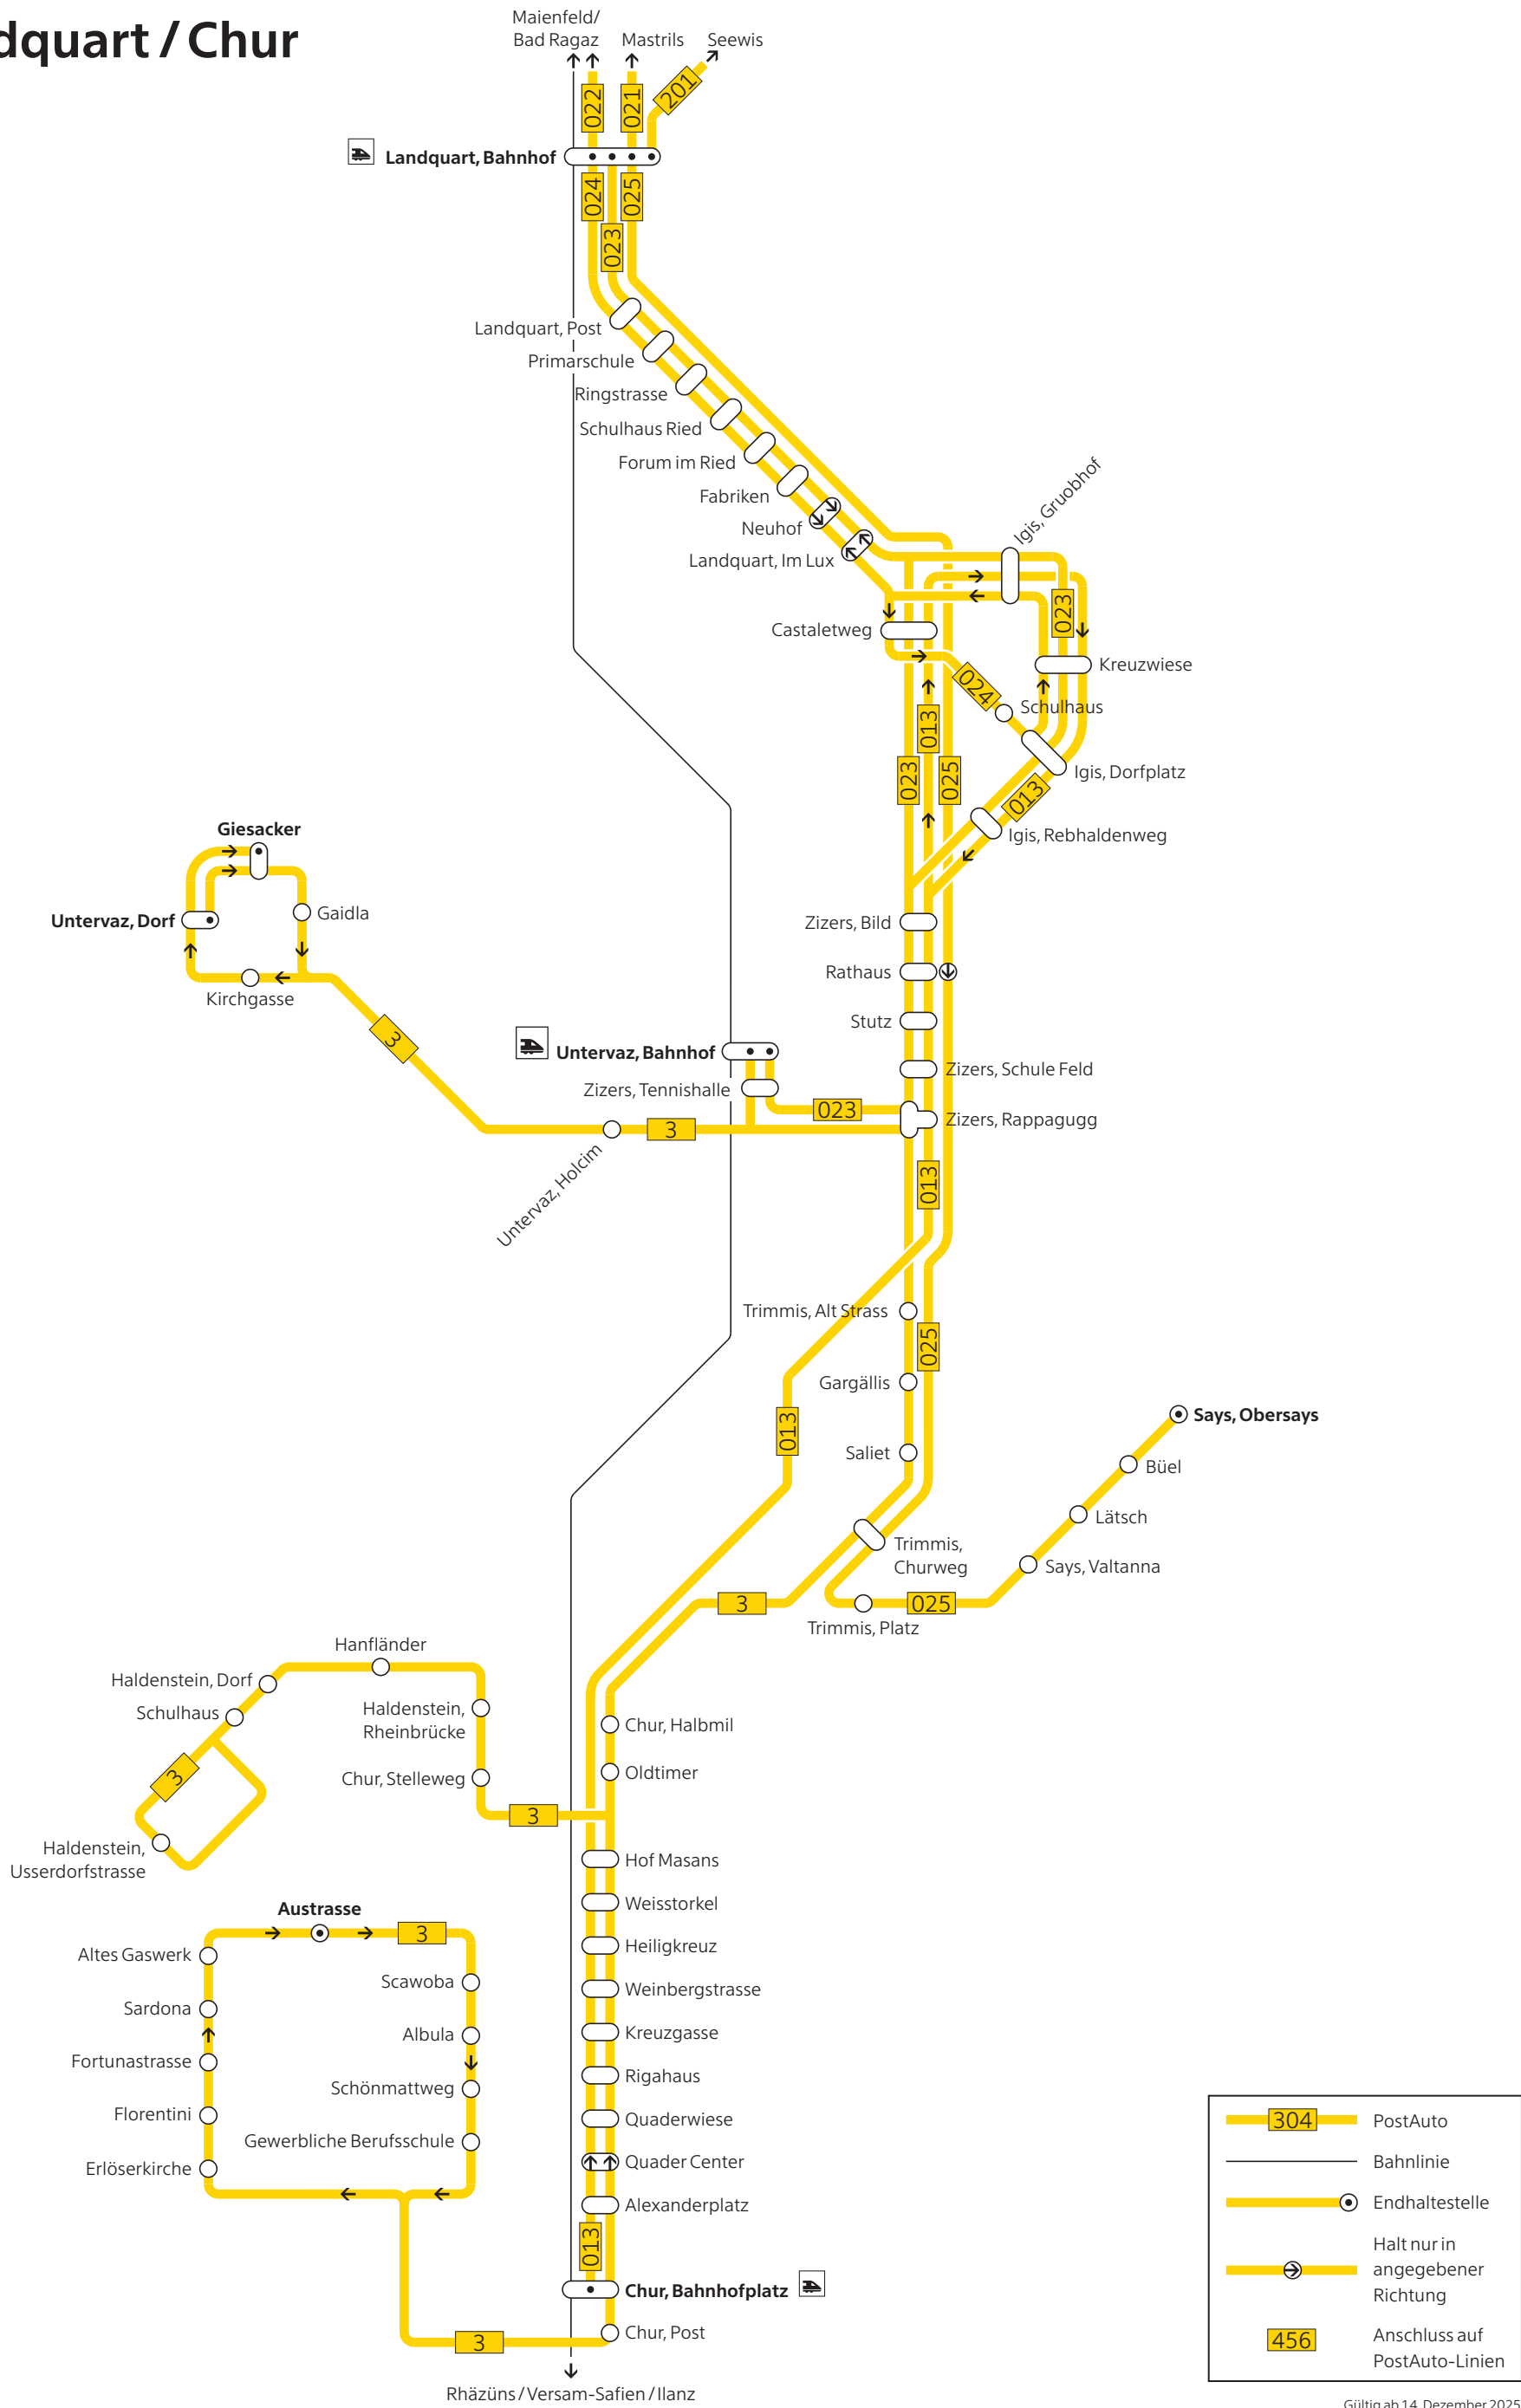 dquart / Chur
Maienfeld/
Bad Ragaz
Mastrils
Seewis
022
021
201
Landquart, Bahnhof
024
025
023
Landquart, Post
Primarschule
Ringstrasse
Schulhaus Ried
Forum im Ried
Fabriken
Neuhof
Landquart, Im Lux
Igis, Gruobhof
Castaletweg
023
Kreuzwiese
024
Schulhaus
013
023
025
Igis, Dorfplatz
013
Igis, Rebhaldenweg
Giesacker
Untervaz, Dorf
Gaidla
Kirchgasse
3
Zizers, Bild
Rathaus
Stutz
Untervaz, Bahnhof
Zizers, Tennishalle
Zizers, Schule Feld
023
Zizers, Rappagugg
3
Untervaz, Holcim
013
Trimmis, Alt Strass
025
Gargällis
013
Saliet
Says, Obersays
Büel
Lätsch
Says, Valtanna
Trimmis,
Churweg
3
025
Trimmis, Platz
Hanfländer
Haldenstein, Dorf
Schulhaus
Haldenstein,
Rheinbrücke
Chur, Stelleweg
3
3
Haldenstein,
Usserdorfstrasse
Chur, Halbmil
Oldtimer
Hof Masans
Weisstorkel
Heiligkreuz
Weinbergstrasse
Kreuzgasse
Rigahaus
Quaderwiese
Quader Center
Alexanderplatz
013
Chur, Bahnhofplatz
Chur, Post
Austrasse
3
Altes Gaswerk
Scawoba
Sardona
Albula
Fortunastrasse
Schönmattweg
Florentini
Gewerbliche Berufsschule
Erlöserkirche
3
Rhäzüns / Versam-Safien / Ilanz
304
PostAuto
Bahnlinie
Endhaltestelle
Halt nur in
angegebener
Richtung
456
Anschluss auf
PostAuto-Linien
Gültig ab 14. Dezember 2025